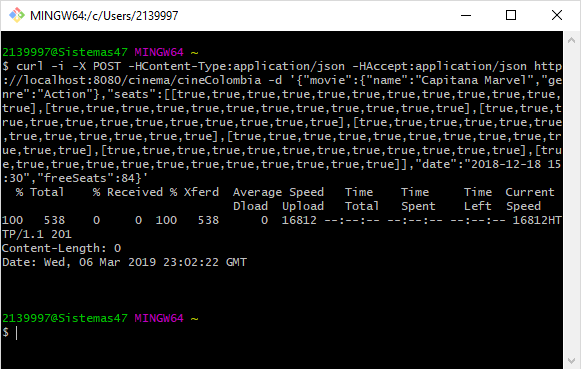 MINGW64:/c/Users/2139997
2139997@Sistemas47 MINGW64 ~
$ curl -i -X POST -HContent-Type:application/json -HAccept:application/json http
://localhost:8080/cinema/cineColombia -d '{"movie":{"name":"Capitana Marvel","ge
nre":"Action"},"seats":[[true,true,true,true,true,true,true,true,true,true,true,
true],[true,true,true,true,true,true,true,true,true,true,true,true],[true,true,t
rue,true,true,true,true,true,true,true,true,true],[true,true,true,true,true,true
,true,true,true,true,true,true],[true,true,true,true,true,true,true,true,true,tr
ue,true,true],[true,true,true,true,true,true,true,true,true,true,true,true],[tru
e,true,true,true,true,true,true,true,true,true,true,true]],"date":"2018-12-18 15
:30","freeSeats":84}'
% Total    % Received % Xferd  Average Speed   Time    Time     Time  Current
Dload  Upload   Total   Spent    Left  Speed
100   538    0     0  100   538      0  16812 --:--:-- --:--:-- --:--:-- 16812HT
TP/1.1 201
Content-Length: 0
Date: Wed, 06 Mar 2019 23:02:22 GMT
2139997@Sistemas47 MINGW64 ~
$